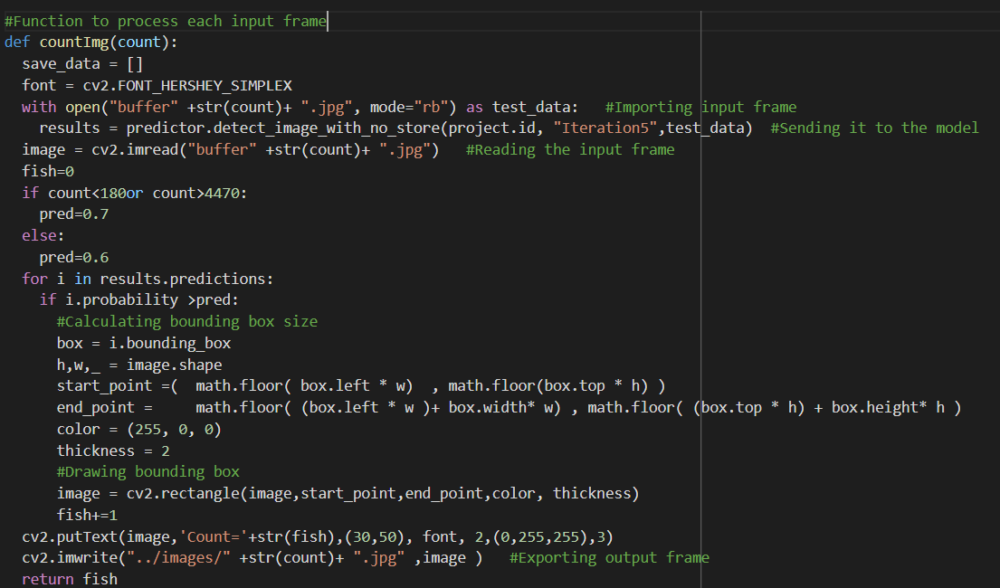 #Function to process each input frame
def countImg(count):
  save_data = []
  font = cv2.FONT_HERSHEY_SIMPLEX
  with open("buffer" +str(count)+ ".jpg", mode="rb") as test_data:   #Importing input frame
    results = predictor.detect_image_with_no_store(project.id, "Iteration5",test_data)  #Sending it to the model
  image = cv2.imread("buffer" +str(count)+ ".jpg")   #Reading the input frame
  fish=0
  if count<180or count>4470:
    pred=0.7
  else:
    pred=0.6
  for i in results.predictions:
    if i.probability >pred:
      #Calculating bounding box size
      box = i.bounding_box
      h,w,_ = image.shape
      start_point =(  math.floor( box.left * w)  , math.floor(box.top * h) )
      end_point =     math.floor( (box.left * w )+ box.width* w) , math.floor( (box.top * h) + box.height* h )
      color = (255, 0, 0)
      thickness = 2
      #Drawing bounding box
      image = cv2.rectangle(image,start_point,end_point,color, thickness)
      fish+=1
  cv2.putText(image,'Count='+str(fish),(30,50), font, 2,(0,255,255),3)
  cv2.imwrite("../images/" +str(count)+ ".jpg" ,image )   #Exporting output frame
  return fish